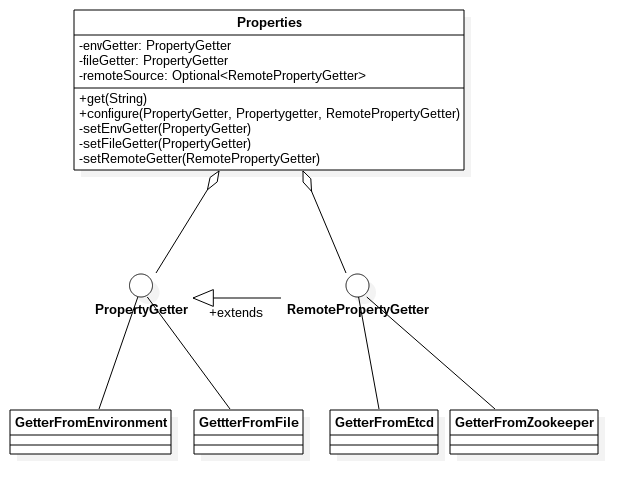 Properties
-envGetter: PropertyGetter
-fileGetter: PropertyGetter
-remoteSource: Optional<RemotePropertyGetter>
+get(String)
+configure(PropertyGetter, Propertygetter, RemotePropertyGetter)
-setEnvGetter(PropertyGetter)
-setFileGetter(PropertyGetter)
-setRemoteGetter(RemotePropertyGetter)
PropertyGetter
+extends
RemotePropertyGetter
GetterFromEnvironment
GettterFromFile
GetterFromEtcd
GetterFromZookeeper